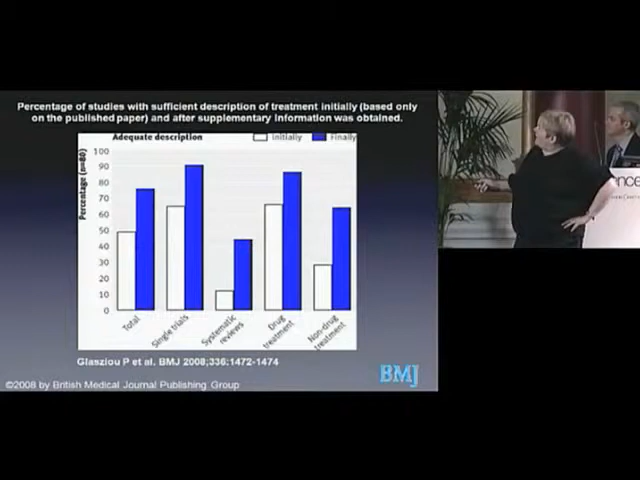 Percentage of studies with sufficient description of treatment initially (based only
on the published paper) and after supplementary information was obtained.
Adequate description
Initially
Finally
Percentage (n=80)
100
90
80
70
60
50
40
30
20
10
0
Total
Single trials
Systematic
reviews
Drug
treatment
Non-drug
treatment
Glasziou P et al. BMJ 2008;336:1472-1474
©2008 by British Medical Journal Publishing Group
BMJ